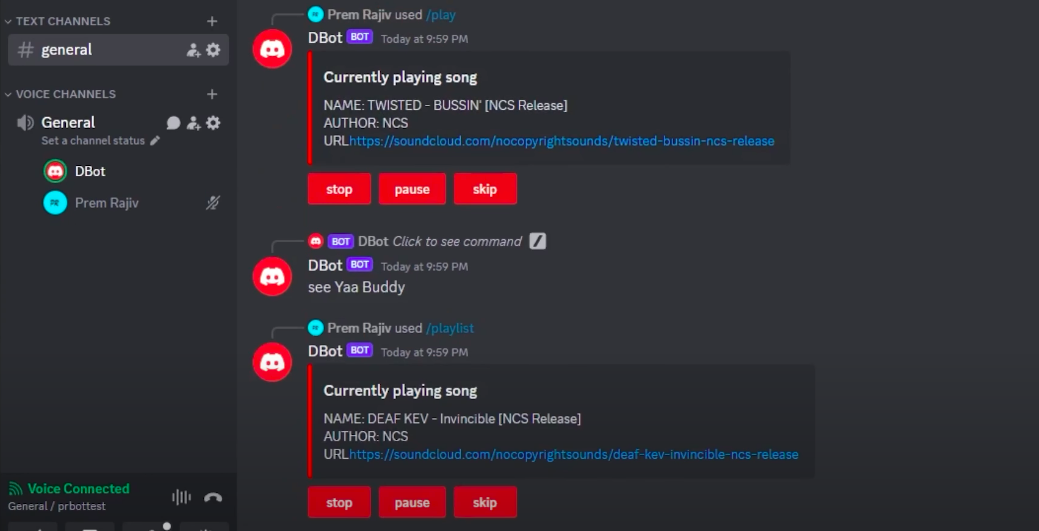 TEXT CHANNELS
general
VOICE CHANNELS
General
Set a channel status
DBot
Prem Rajiv
Voice Connected
General / prbottest
Prem Rajiv used /play
DBot BOT Today at 9:59 PM
Currently playing song
NAME: TWISTED - BUSSIN' [NCS Release]
AUTHOR: NCS
URLhttps://soundcloud.com/nocopyrightsounds/twisted-bussin-ncs-release
stop pause skip
BOT DBot Click to see command
DBot BOT Today at 9:59 PM
see Yaa Buddy
Prem Rajiv used /playlist
DBot BOT Today at 9:59 PM
Currently playing song
NAME: DEAF KEV - Invincible [NCS Release]
AUTHOR: NCS
URLhttps://soundcloud.com/nocopyrightsounds/deaf-kev-invincible-ncs-release
stop pause skip